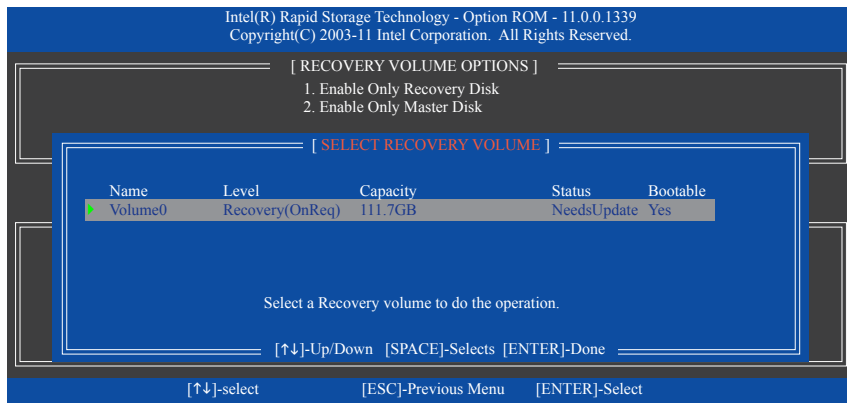 Intel(R) Rapid Storage Technology - Option ROM - 11.0.0.1339
Copyright(C) 2003-11 Intel Corporation.  All Rights Reserved.
[ RECOVERY VOLUME OPTIONS ]
1. Enable Only Recovery Disk
2. Enable Only Master Disk
[ SELECT RECOVERY VOLUME ]
Name Level Capacity Status Bootable
Volume0 Recovery(OnReq) 111.7GB NeedsUpdate Yes
Select a Recovery volume to do the operation.
[↑↓]-Up/Down [SPACE]-Selects [ENTER]-Done
[↑↓]-select [ESC]-Previous Menu [ENTER]-Select